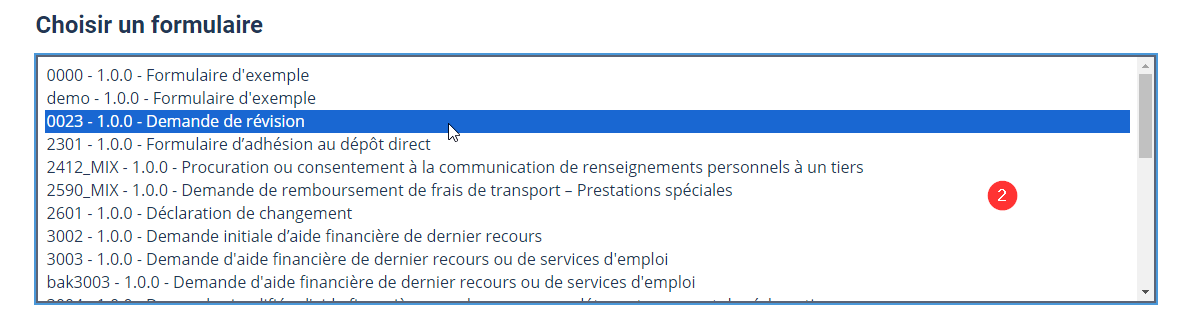 Choisir un formulaire
0000 - 1.0.0 - Formulaire d'exemple
demo - 1.0.0 - Formulaire d'exemple
0023 - 1.0.0 - Demande de révision
2301 - 1.0.0 - Formulaire d’adhésion au dépôt direct
2412_MIX - 1.0.0 - Procuration ou consentement à la communication de renseignements personnels à un tiers
2590_MIX - 1.0.0 - Demande de remboursement de frais de transport – Prestations spéciales
2
2601 - 1.0.0 - Déclaration de changement
3002 - 1.0.0 - Demande initiale d’aide financière de dernier recours
3003 - 1.0.0 - Demande d'aide financière de dernier recours ou de services d'emploi
bak3003 - 1.0.0 - Demande d'aide financière de dernier recours ou de services d'emploi